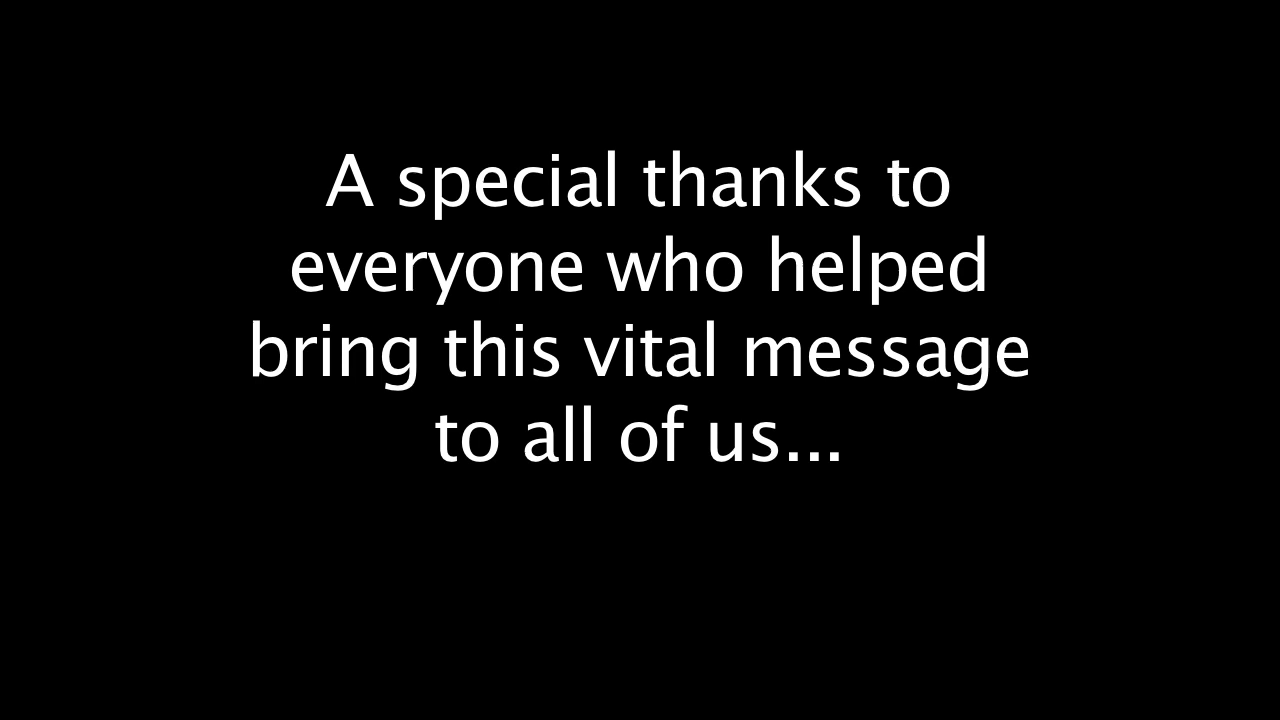 A special thanks to
everyone who helped
bring this vital message
to all of us...